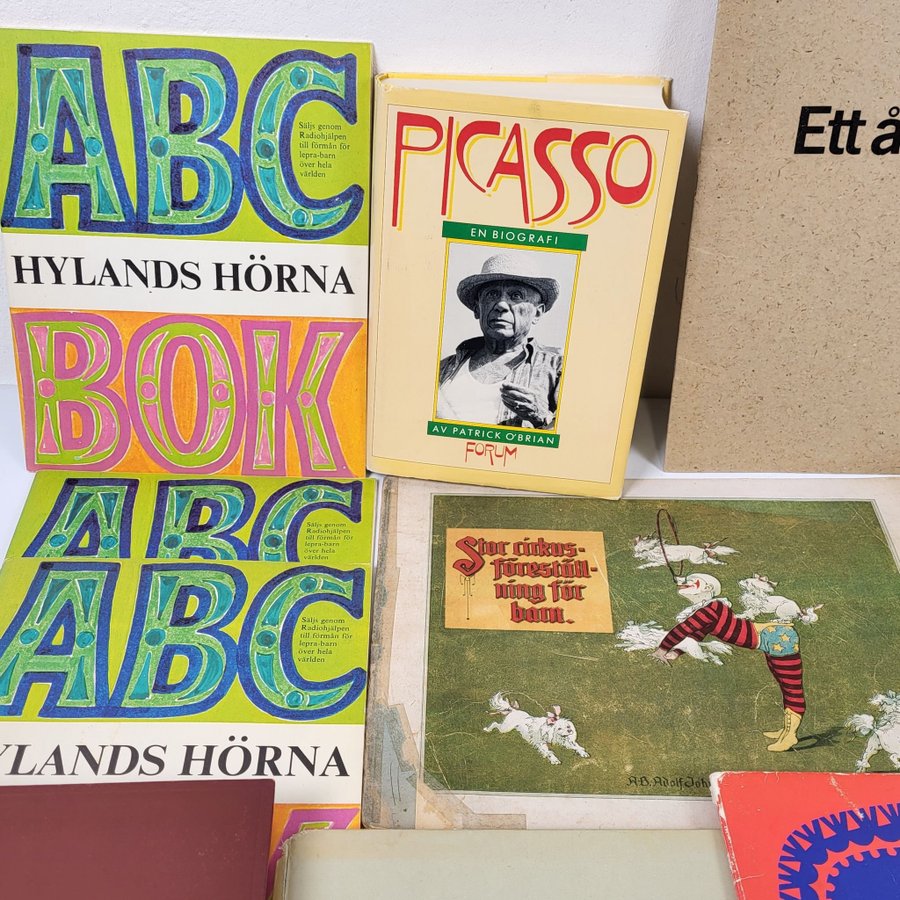 ABC
Säljs genom
Radiohjälpen
till förmån för
lepra-barn
över hela
världen
HYLANDS HÖRNA
BOK
PICASSO
EN BIOGRAFI
AV PATRICK O'BRIAN
FORUM
Ett å
ABC
Säljs genom
Radiohjälpen
till förmån för
lepra-barn
över hela
världen
ABC
Säljs genom
Radiohjälpen
till förmån för
lepra-barn
över hela
världen
YLANDS HÖRNA
Stor cirkus-
föreställ-
ning för
barn.
A.B. Adolf Joh